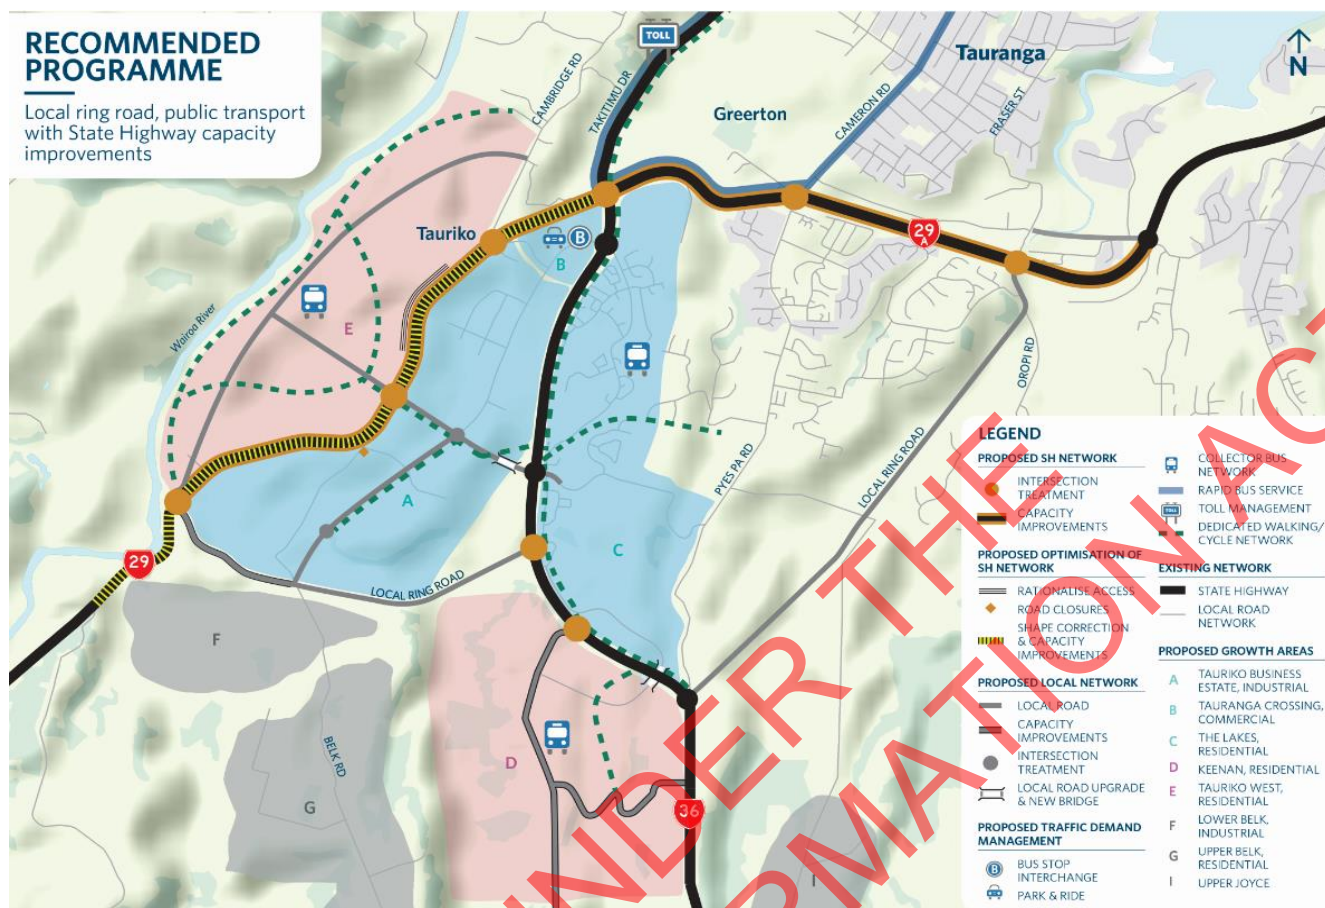 RECOMMENDED
PROGRAMME
Local ring road, public transport
with State Highway capacity
improvements
TOLL
CAMBRIDGE RD
TAKITIMU DR
Tauranga
N
Greerton
CAMERON RD
FRASER ST
Tauriko
B
B
29
A
Wairoa River
E
OROPI RD
PYES PA RD
LOCAL RING ROAD
A
C
29
LOCAL RING ROAD
F
BELK RD
G
D
36
I
LEGEND
PROPOSED SH NETWORK
INTERSECTION
TREATMENT
CAPACITY
IMPROVEMENTS
PROPOSED OPTIMISATION OF
SH NETWORK
RATIONALISE ACCESS
ROAD CLOSURES
SHAPE CORRECTION
& CAPACITY
IMPROVEMENTS
PROPOSED LOCAL NETWORK
LOCAL ROAD
CAPACITY
IMPROVEMENTS
INTERSECTION
TREATMENT
LOCAL ROAD UPGRADE
& NEW BRIDGE
PROPOSED TRAFFIC DEMAND
MANAGEMENT
B
BUS STOP
INTERCHANGE
PARK & RIDE
COLLECTOR BUS
NETWORK
RAPID BUS SERVICE
TOLL
TOLL MANAGEMENT
DEDICATED WALKING/
CYCLE NETWORK
EXISTING NETWORK
STATE HIGHWAY
LOCAL ROAD
NETWORK
PROPOSED GROWTH AREAS
A TAURIKO BUSINESS
ESTATE, INDUSTRIAL
B TAURANGA CROSSING,
COMMERCIAL
C THE LAKES,
RESIDENTIAL
D KEENAN, RESIDENTIAL
E TAURIKO WEST,
RESIDENTIAL
F LOWER BELK,
INDUSTRIAL
G UPPER BELK,
RESIDENTIAL
I UPPER JOYCE
UNDER THE
INFORMATION ACT